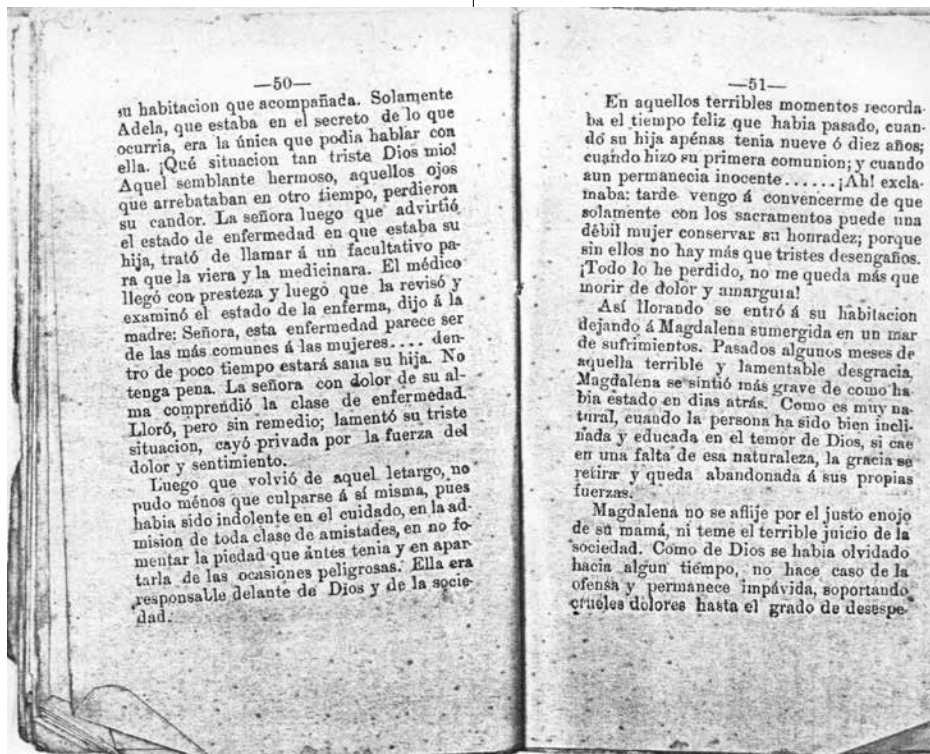 —50—
su habitacion que acompañada. Solamente
Adela, que estaba en el secreto de lo que
ocurria, era la única que podia hablar con
ella. ¡Qué situacion tan triste Dios mio!
Aquel semblante hermoso, aquellos ojos
que arrebataban en otro tiempo, perdieron
su candor. La señora luego que advirtió
el estado de enfermedad en que estaba su
hija, trató de llamar á un facultativo pa-
ra que la viera y la medicinara. El médico
llegó con presteza y luego que la revisó y
examinó el estado de la enferma, dijo á la
madre: Señora, esta enfermedad parece ser
de las más comunes á las mujeres.... den-
tro de poco tiempo estará sana su hija. No
tenga pena. La señora con dolor de su al-
ma comprendió la clase de enfermedad.
Lloró, pero sin remedio; lamentó su triste
situacion, cayó privada por la fuerza del
dolor y sentimiento.
Luego que volvió de aquel letargo, no
pudo ménos que culparse á sí misma, pues
habia sido indolente en el cuidado, en la ad-
mision de toda clase de amistades, en no fo-
mentar la piedad que ántes tenia y en apar-
tarla de las ocasiones peligrosas. Ella era
responsable delante de Dios y de la socie-
dad.
—51—
En aquellos terribles momentos recorda-
ba el tiempo feliz que habia pasado, cuan-
do su hija apénas tenia nueve ó diez años;
cuando hizo su primera comunion; y cuando
aun permanecia inocente...... ¡Ah! excla-
maba: tarde vengo á convencerme de que
solamente con los sacramentos puede una
débil mujer conservar su honradez; porque
sin ellos no hay más que tristes desengaños.
¡Todo lo he perdido, no me queda más que
morir de dolor y amargura!
Así llorando se entró á su habitacion
dejando á Magdalena sumergida en un mar
de sufrimientos. Pasados algunos meses de
aquella terrible y lamentable desgracia,
Magdalena se sintió más grave de como ha-
bia estado en dias atrás. Como es muy na-
tural, cuando la persona ha sido bien incli-
nada y educada en el temor de Dios, si cae
en una falta de esa naturaleza, la gracia se
retira y queda abandonada á sus propias
fuerzas.
Magdalena no se aflije por el justo enojo
de su mamá, ni teme el terrible juicio de la
sociedad. Como de Dios se habia olvidado
hacia algun tiempo, no hace caso de la
ofensa y permanece impávida, soportando
crueles dolores hasta el grado de desespe-